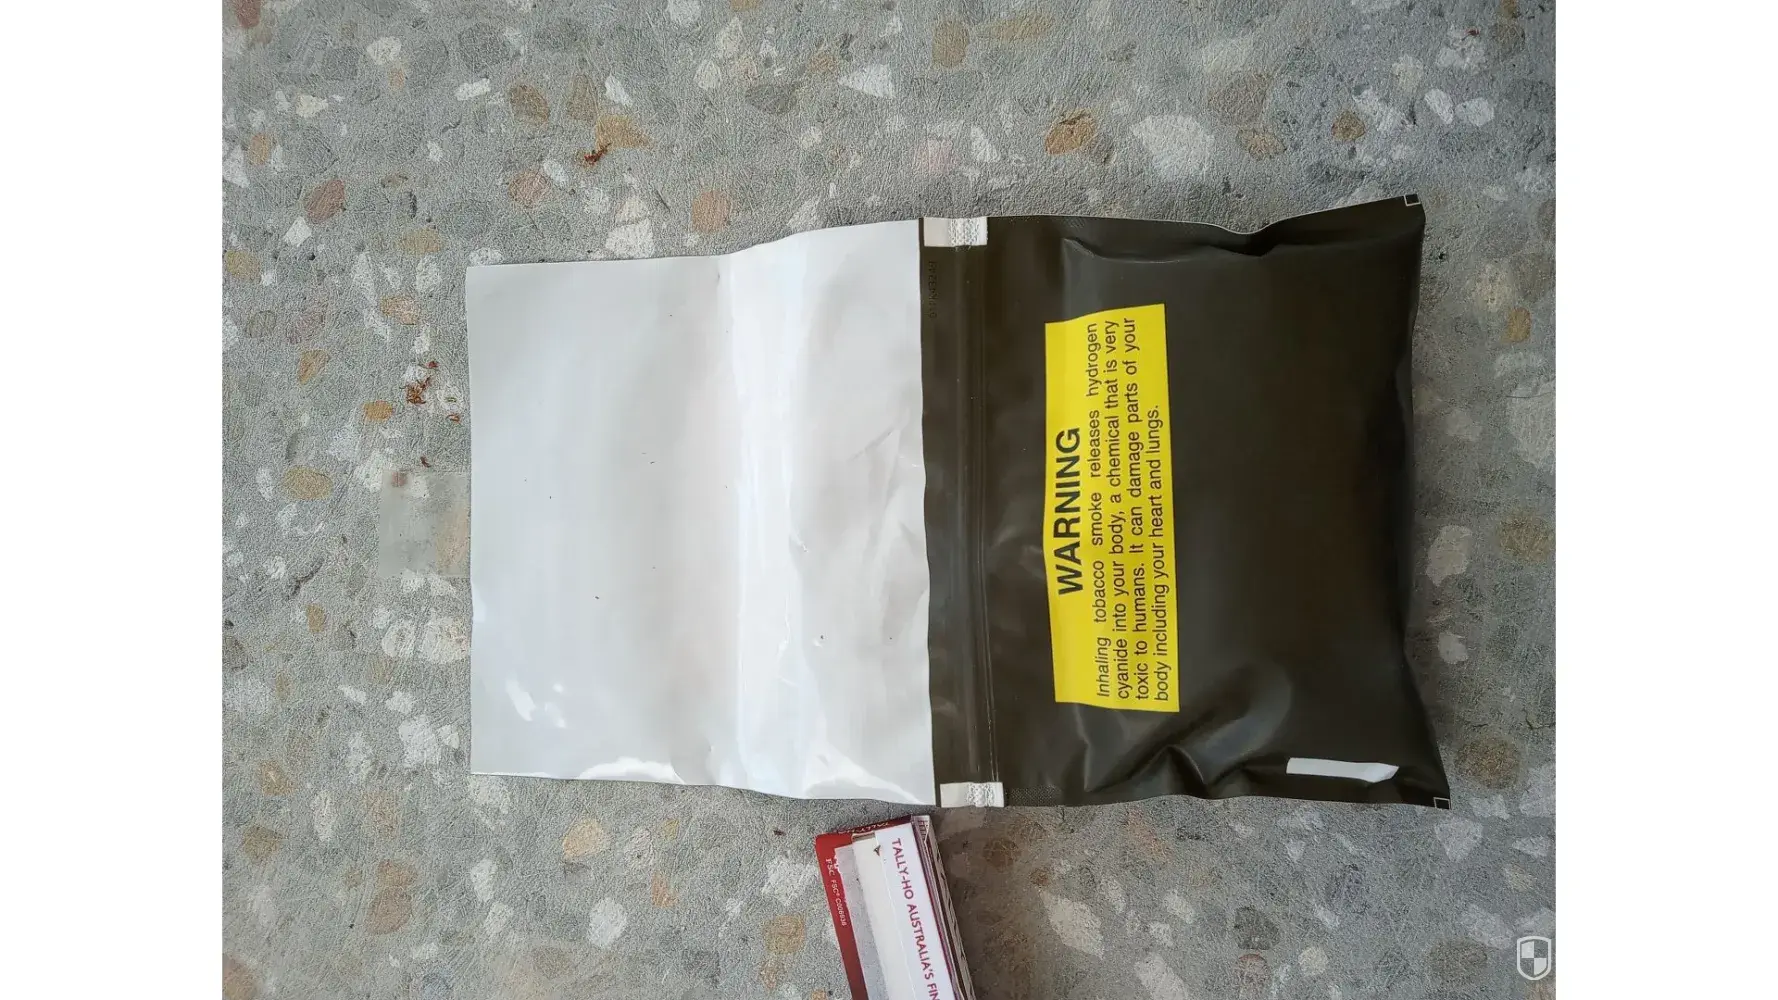 WARNING
Inhaling tobacco smoke releases hydrogen
cyanide into your body, a chemical that is very
toxic to humans. It can damage parts of your
body including your heart and lungs.
TALLY-HO AUSTRALIA'S FIN
FSC